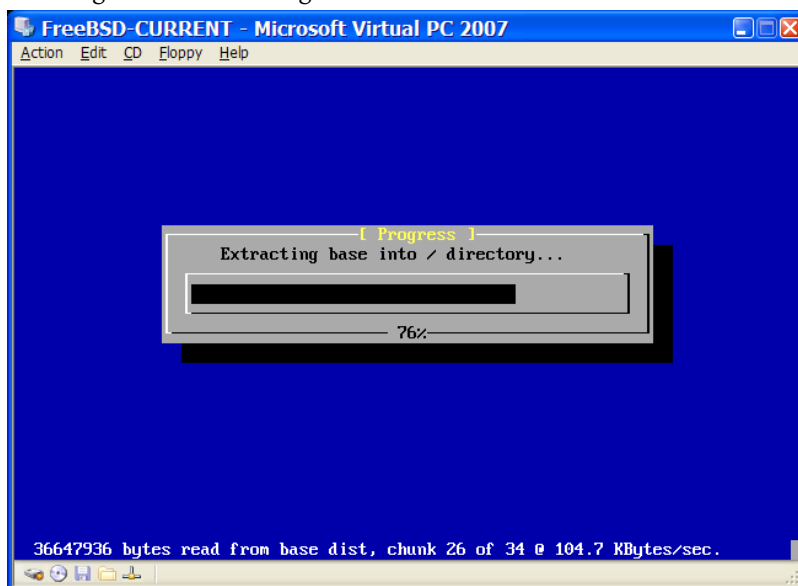 FreeBSD-CURRENT - Microsoft Virtual PC 2007
Action Edit CD Floppy Help
[ Progress ]
Extracting base into / directory...
76%
36647936 bytes read from base dist, chunk 26 of 34 @ 104.7 KBytes/sec.